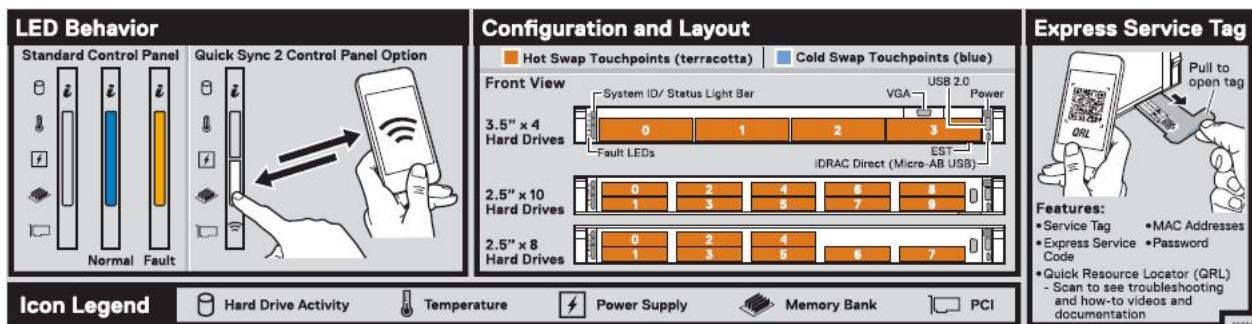 LED Behavior
Standard Control Panel
Quick Sync 2 Control Panel Option
i
i
i
i
Normal
Fault
Configuration and Layout
Hot Swap Touchpoints (terracotta)
Cold Swap Touchpoints (blue)
Front View
System ID/ Status Light Bar
VGA
USB 2.0
Power
3.5" x 4
Hard Drives
0 1 2 3
Fault LEDs
EST
iDRAC Direct (Micro-AB USB)
2.5" x 10
Hard Drives
0 2 4 6 8
1 3 5 7 9
2.5" x 8
Hard Drives
0 2 4
1 3 5 6 7
Express Service Tag
Pull to
open tag
QRL
Features:
•Service Tag
•MAC Addresses
•Express Service
Code
•Password
•Quick Resource Locator (QRL)
- Scan to see troubleshooting
and how-to videos and
documentation
Icon Legend
Hard Drive Activity
Temperature
Power Supply
Memory Bank
PCI